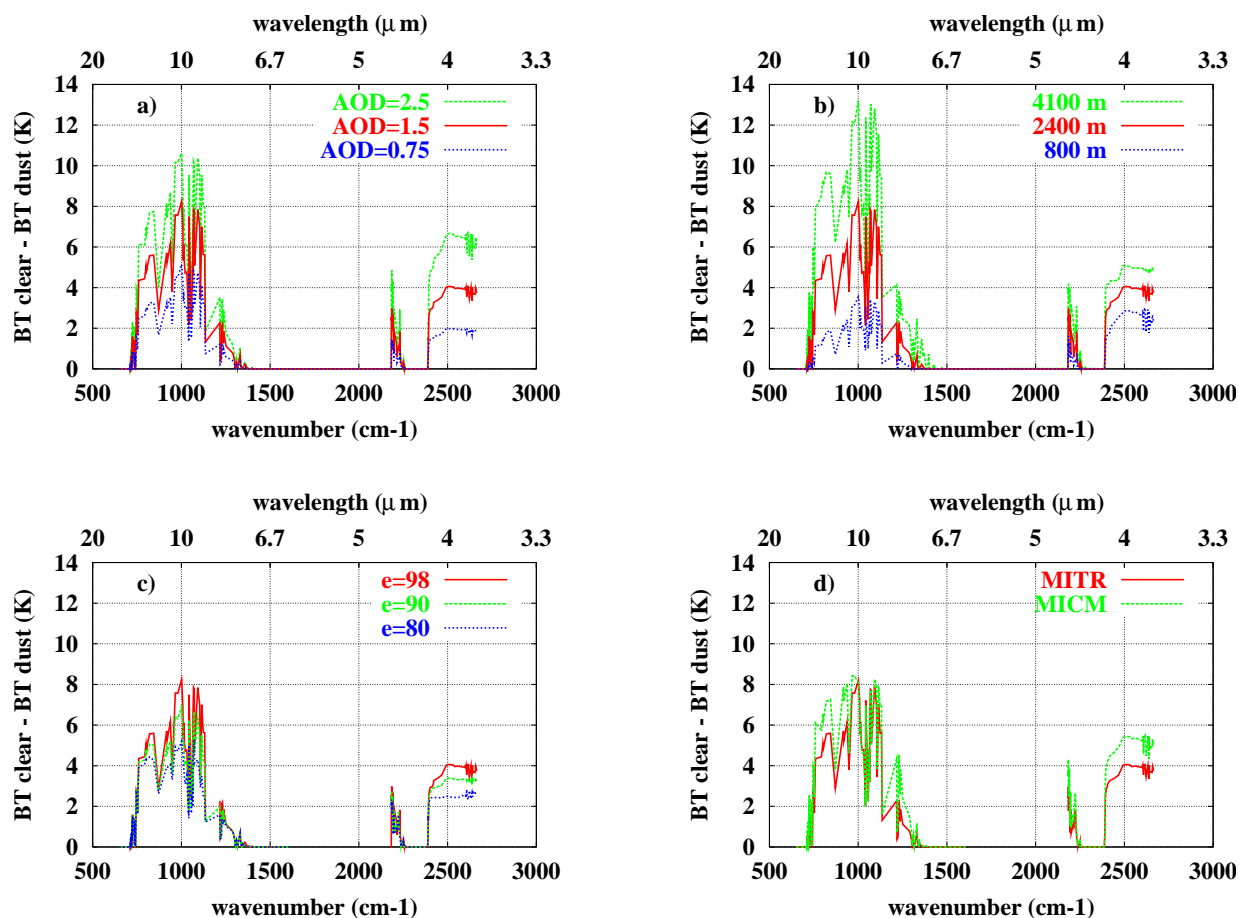 wavelength (μ m)
20 10 6.7 5 4 3.3
14
12
10
8
6
4
2
0
BT clear - BT dust (K)
a)
AOD=2.5
AOD=1.5
AOD=0.75
500 1000 1500 2000 2500 3000
wavenumber (cm-1)
wavelength (μ m)
20 10 6.7 5 4 3.3
14
12
10
8
6
4
2
0
BT clear - BT dust (K)
b)
4100 m
2400 m
800 m
500 1000 1500 2000 2500 3000
wavenumber (cm-1)
wavelength (μ m)
20 10 6.7 5 4 3.3
14
12
10
8
6
4
2
0
BT clear - BT dust (K)
c)
e=98
e=90
e=80
500 1000 1500 2000 2500 3000
wavenumber (cm-1)
wavelength (μ m)
20 10 6.7 5 4 3.3
14
12
10
8
6
4
2
0
BT clear - BT dust (K)
d)
MITR
MICM
500 1000 1500 2000 2500 3000
wavenumber (cm-1)